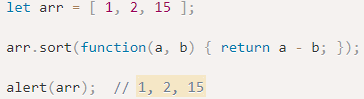 let arr = [ 1, 2, 15 ];
arr.sort(function(a, b) { return a - b; });
alert(arr);  // 1, 2, 15